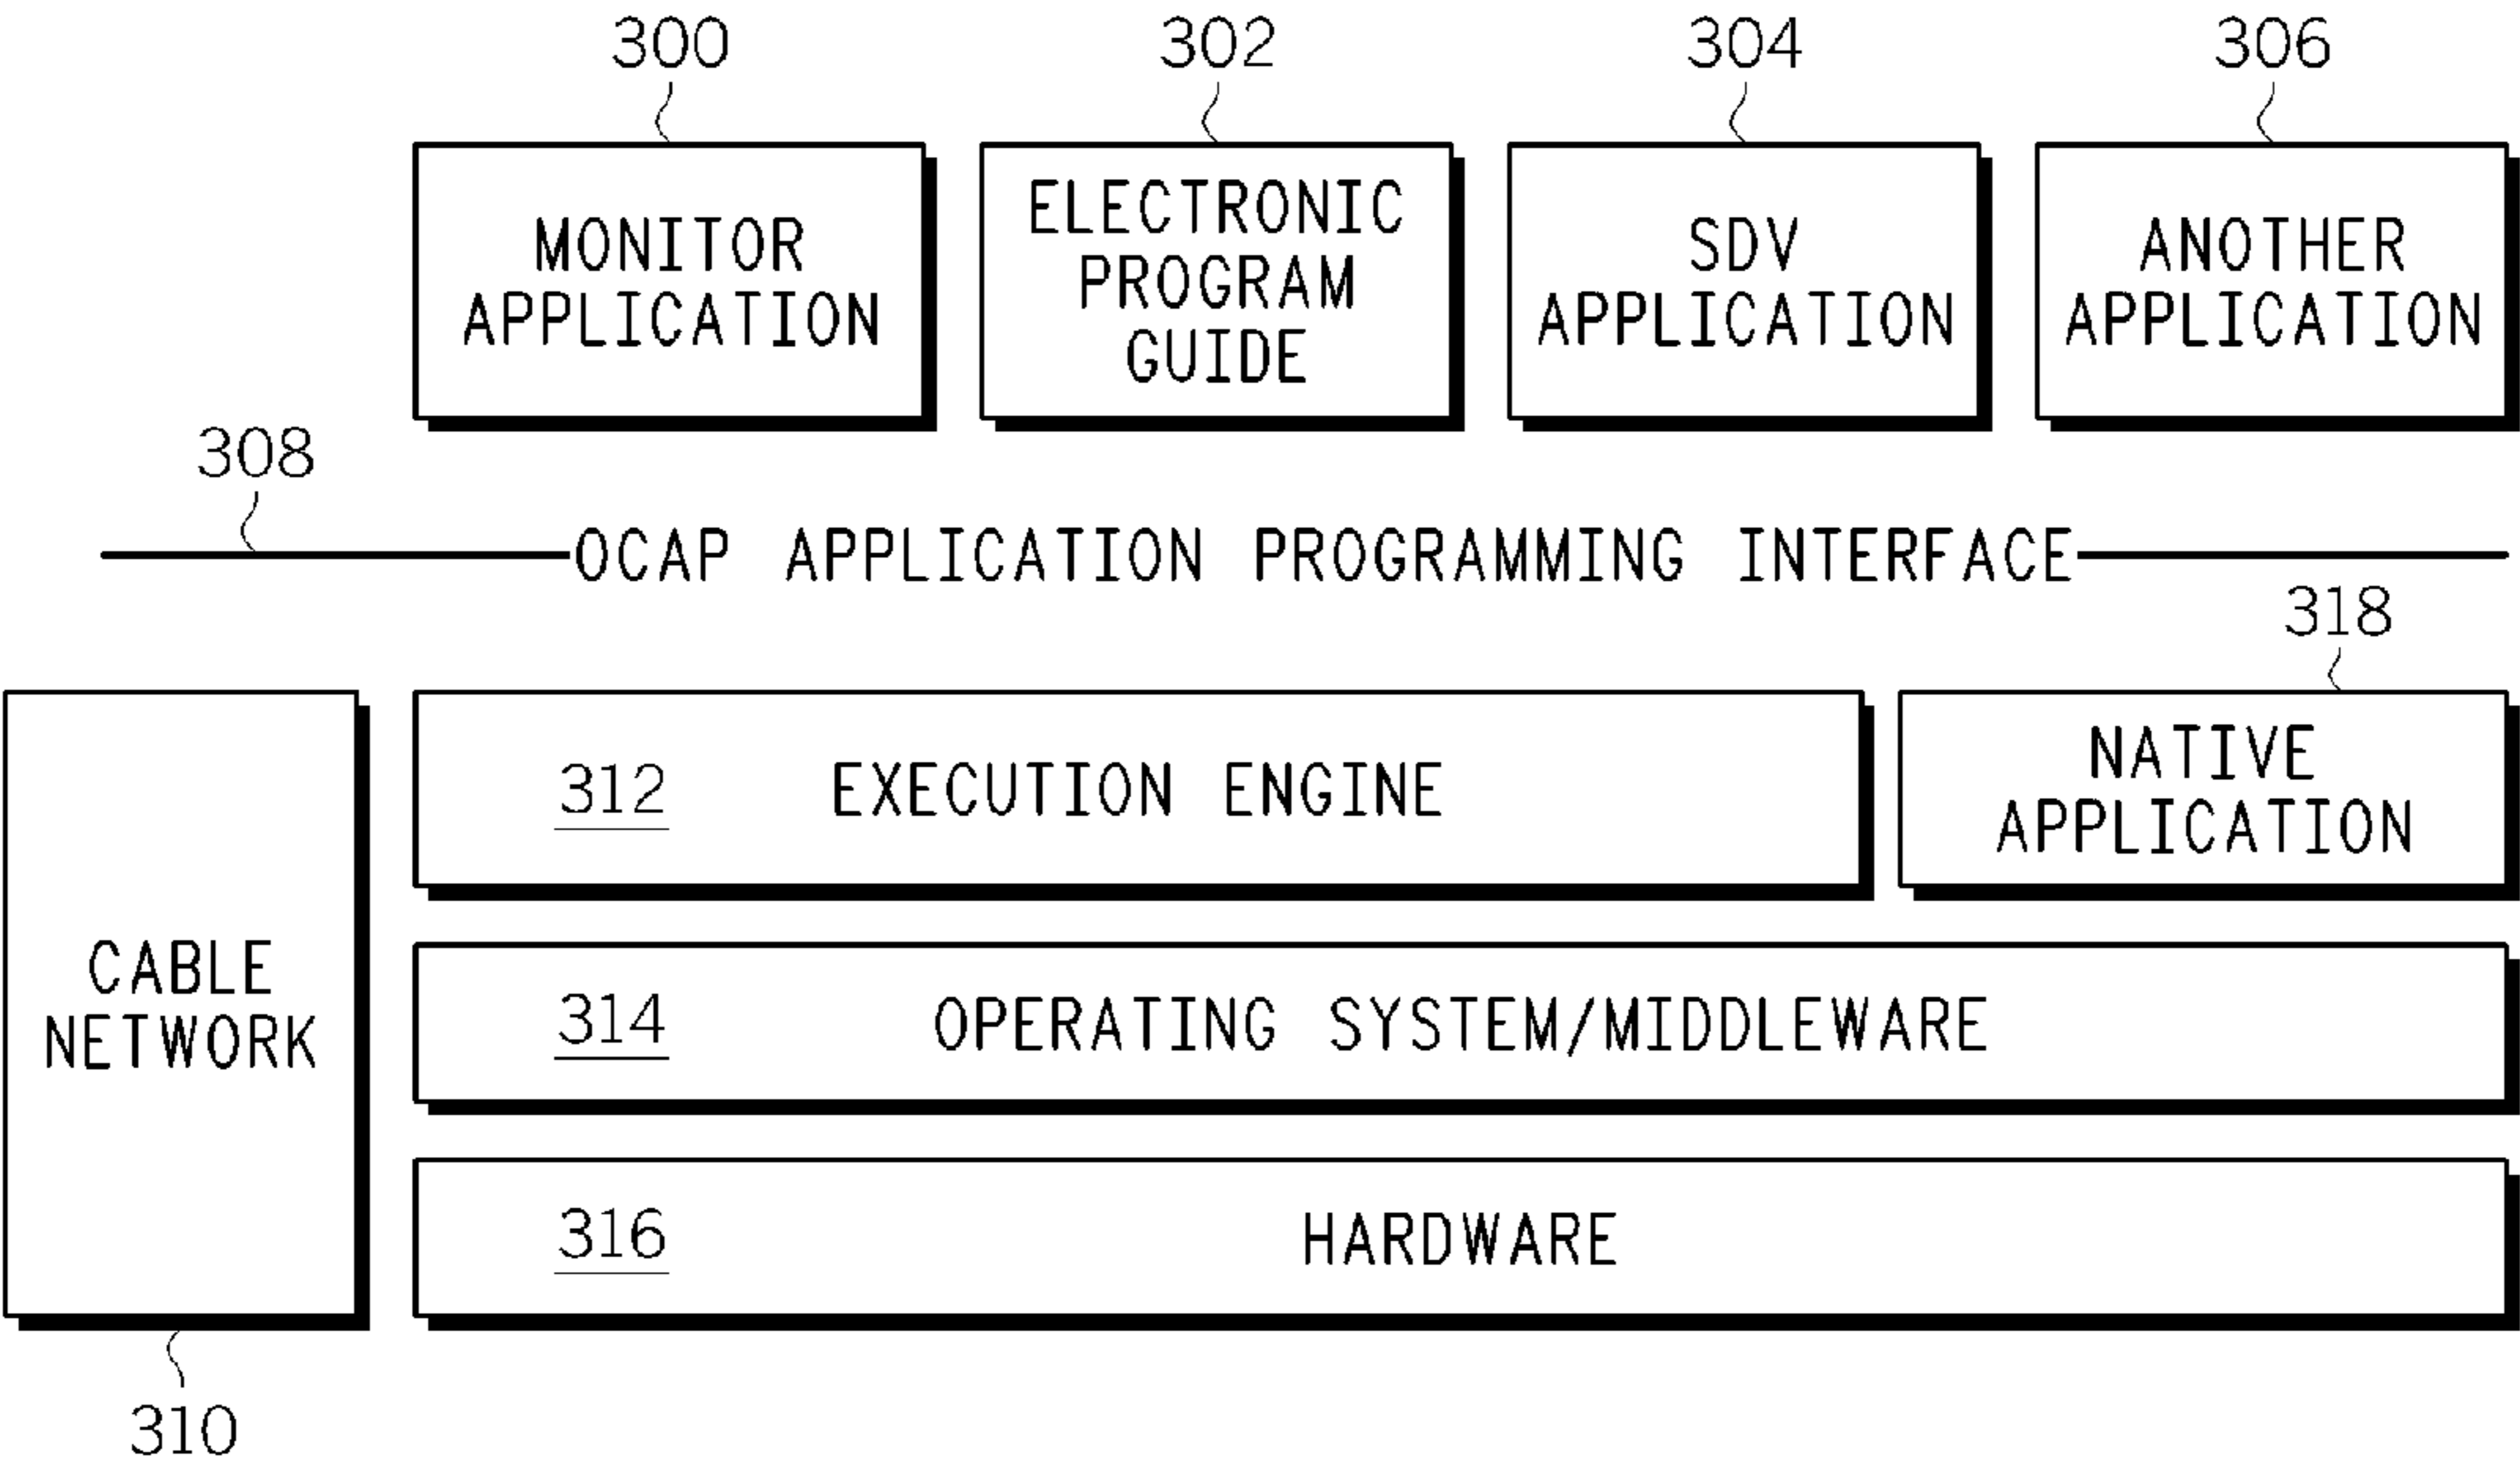 300
302
304
306
MONITOR
APPLICATION
ELECTRONIC
PROGRAM
GUIDE
SDV
APPLICATION
ANOTHER
APPLICATION
308
OCAP APPLICATION PROGRAMMING INTERFACE
318
CABLE
NETWORK
310
312 EXECUTION ENGINE
NATIVE
APPLICATION
314 OPERATING SYSTEM/MIDDLEWARE
316 HARDWARE